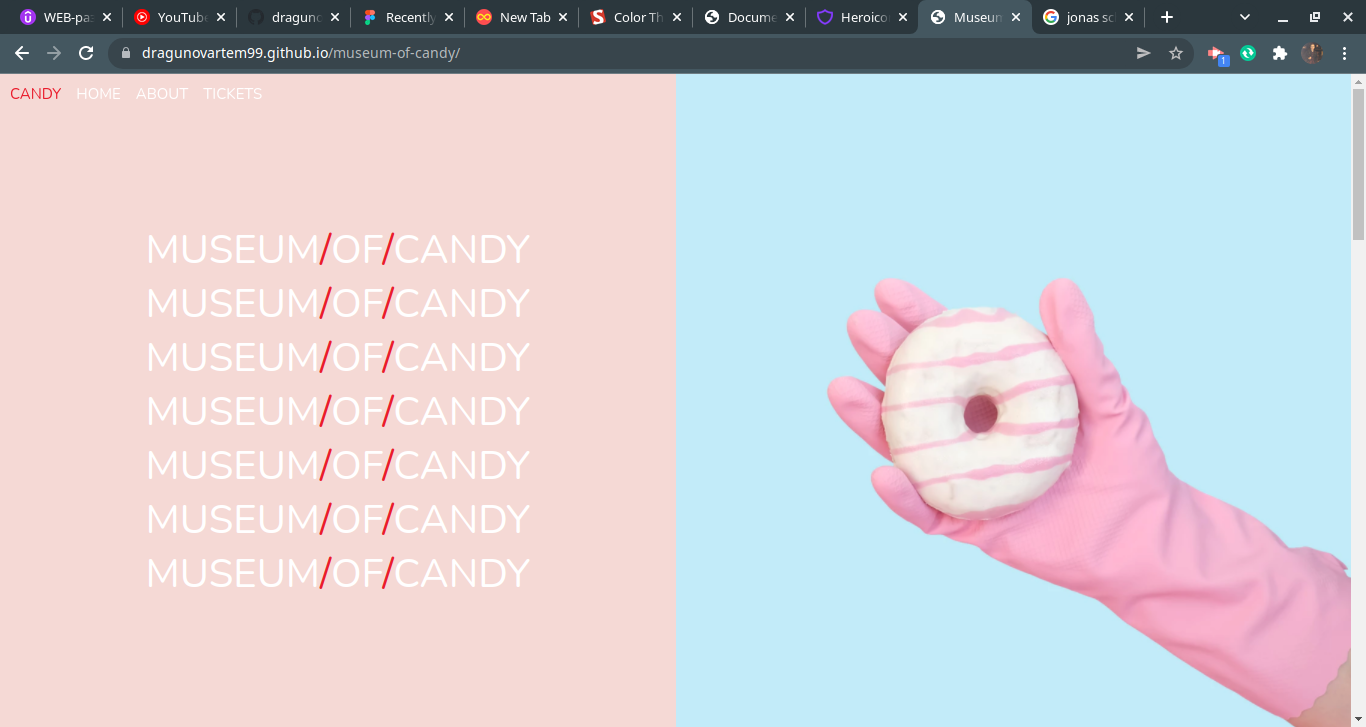 WEB-pa
YouTube
dragunc
Recently
New Tab
Color Th
Docume
Heroico
Museum
jonas sc
dragunovartem99.github.io/museum-of-candy/
1
CANDY HOME ABOUT TICKETS
MUSEUM/OF/CANDY
MUSEUM/OF/CANDY
MUSEUM/OF/CANDY
MUSEUM/OF/CANDY
MUSEUM/OF/CANDY
MUSEUM/OF/CANDY
MUSEUM/OF/CANDY